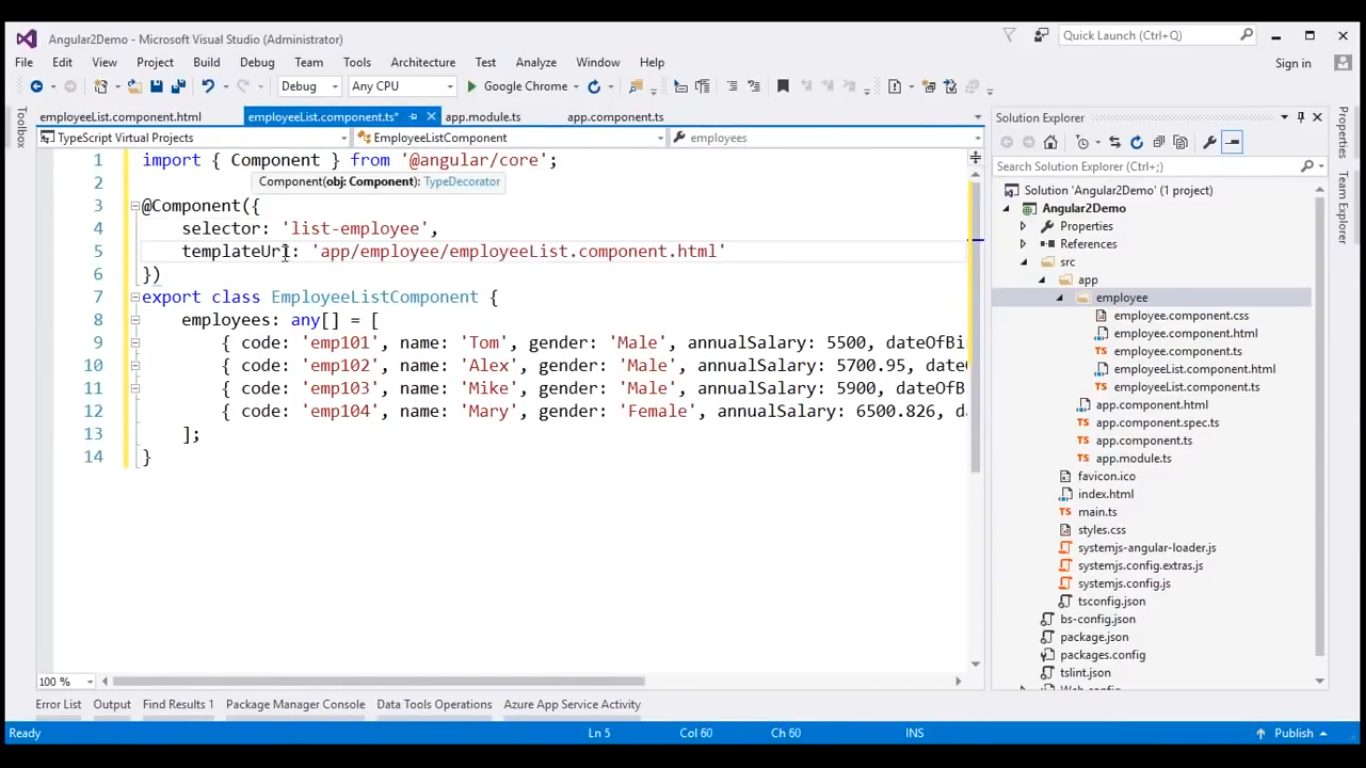 Angular2Demo - Microsoft Visual Studio (Administrator)
Quick Launch (Ctrl+Q)
File Edit View Project Build Debug Team Tools Architecture Test Analyze Window Help
Sign in
Debug Any CPU Google Chrome
Toolbox
employeeList.component.html employeeList.component.ts* app.module.ts app.component.ts
TypeScript Virtual Projects EmployeeListComponent employees
1 import { Component } from '@angular/core';
Component(obj: Component): TypeDecorator
2
3 @Component({
4 selector: 'list-employee',
5 templateUrl: 'app/employee/employeeList.component.html'
6 })
7 export class EmployeeListComponent {
8 employees: any[] = [
9 { code: 'emp101', name: 'Tom', gender: 'Male', annualSalary: 5500, dateOfBi
10 { code: 'emp102', name: 'Alex', gender: 'Male', annualSalary: 5700.95, date
11 { code: 'emp103', name: 'Mike', gender: 'Male', annualSalary: 5900, dateOfB
12 { code: 'emp104', name: 'Mary', gender: 'Female', annualSalary: 6500.826, d
13 ];
14 }
100 %
Solution Explorer
Search Solution Explorer (Ctrl+;)
Solution 'Angular2Demo' (1 project)
Angular2Demo
Properties
References
src
app
employee
employee.component.css
employee.component.html
TS employee.component.ts
employeeList.component.html
TS employeeList.component.ts
app.component.html
TS app.component.spec.ts
TS app.component.ts
TS app.module.ts
favicon.ico
index.html
TS main.ts
styles.css
systemjs-angular-loader.js
systemjs.config.extras.js
systemjs.config.js
tsconfig.json
bs-config.json
package.json
packages.config
tslint.json
Properties
Team Explorer
Error List Output Find Results 1 Package Manager Console Data Tools Operations Azure App Service Activity
Ready Ln 5 Col 60 Ch 60 INS Publish